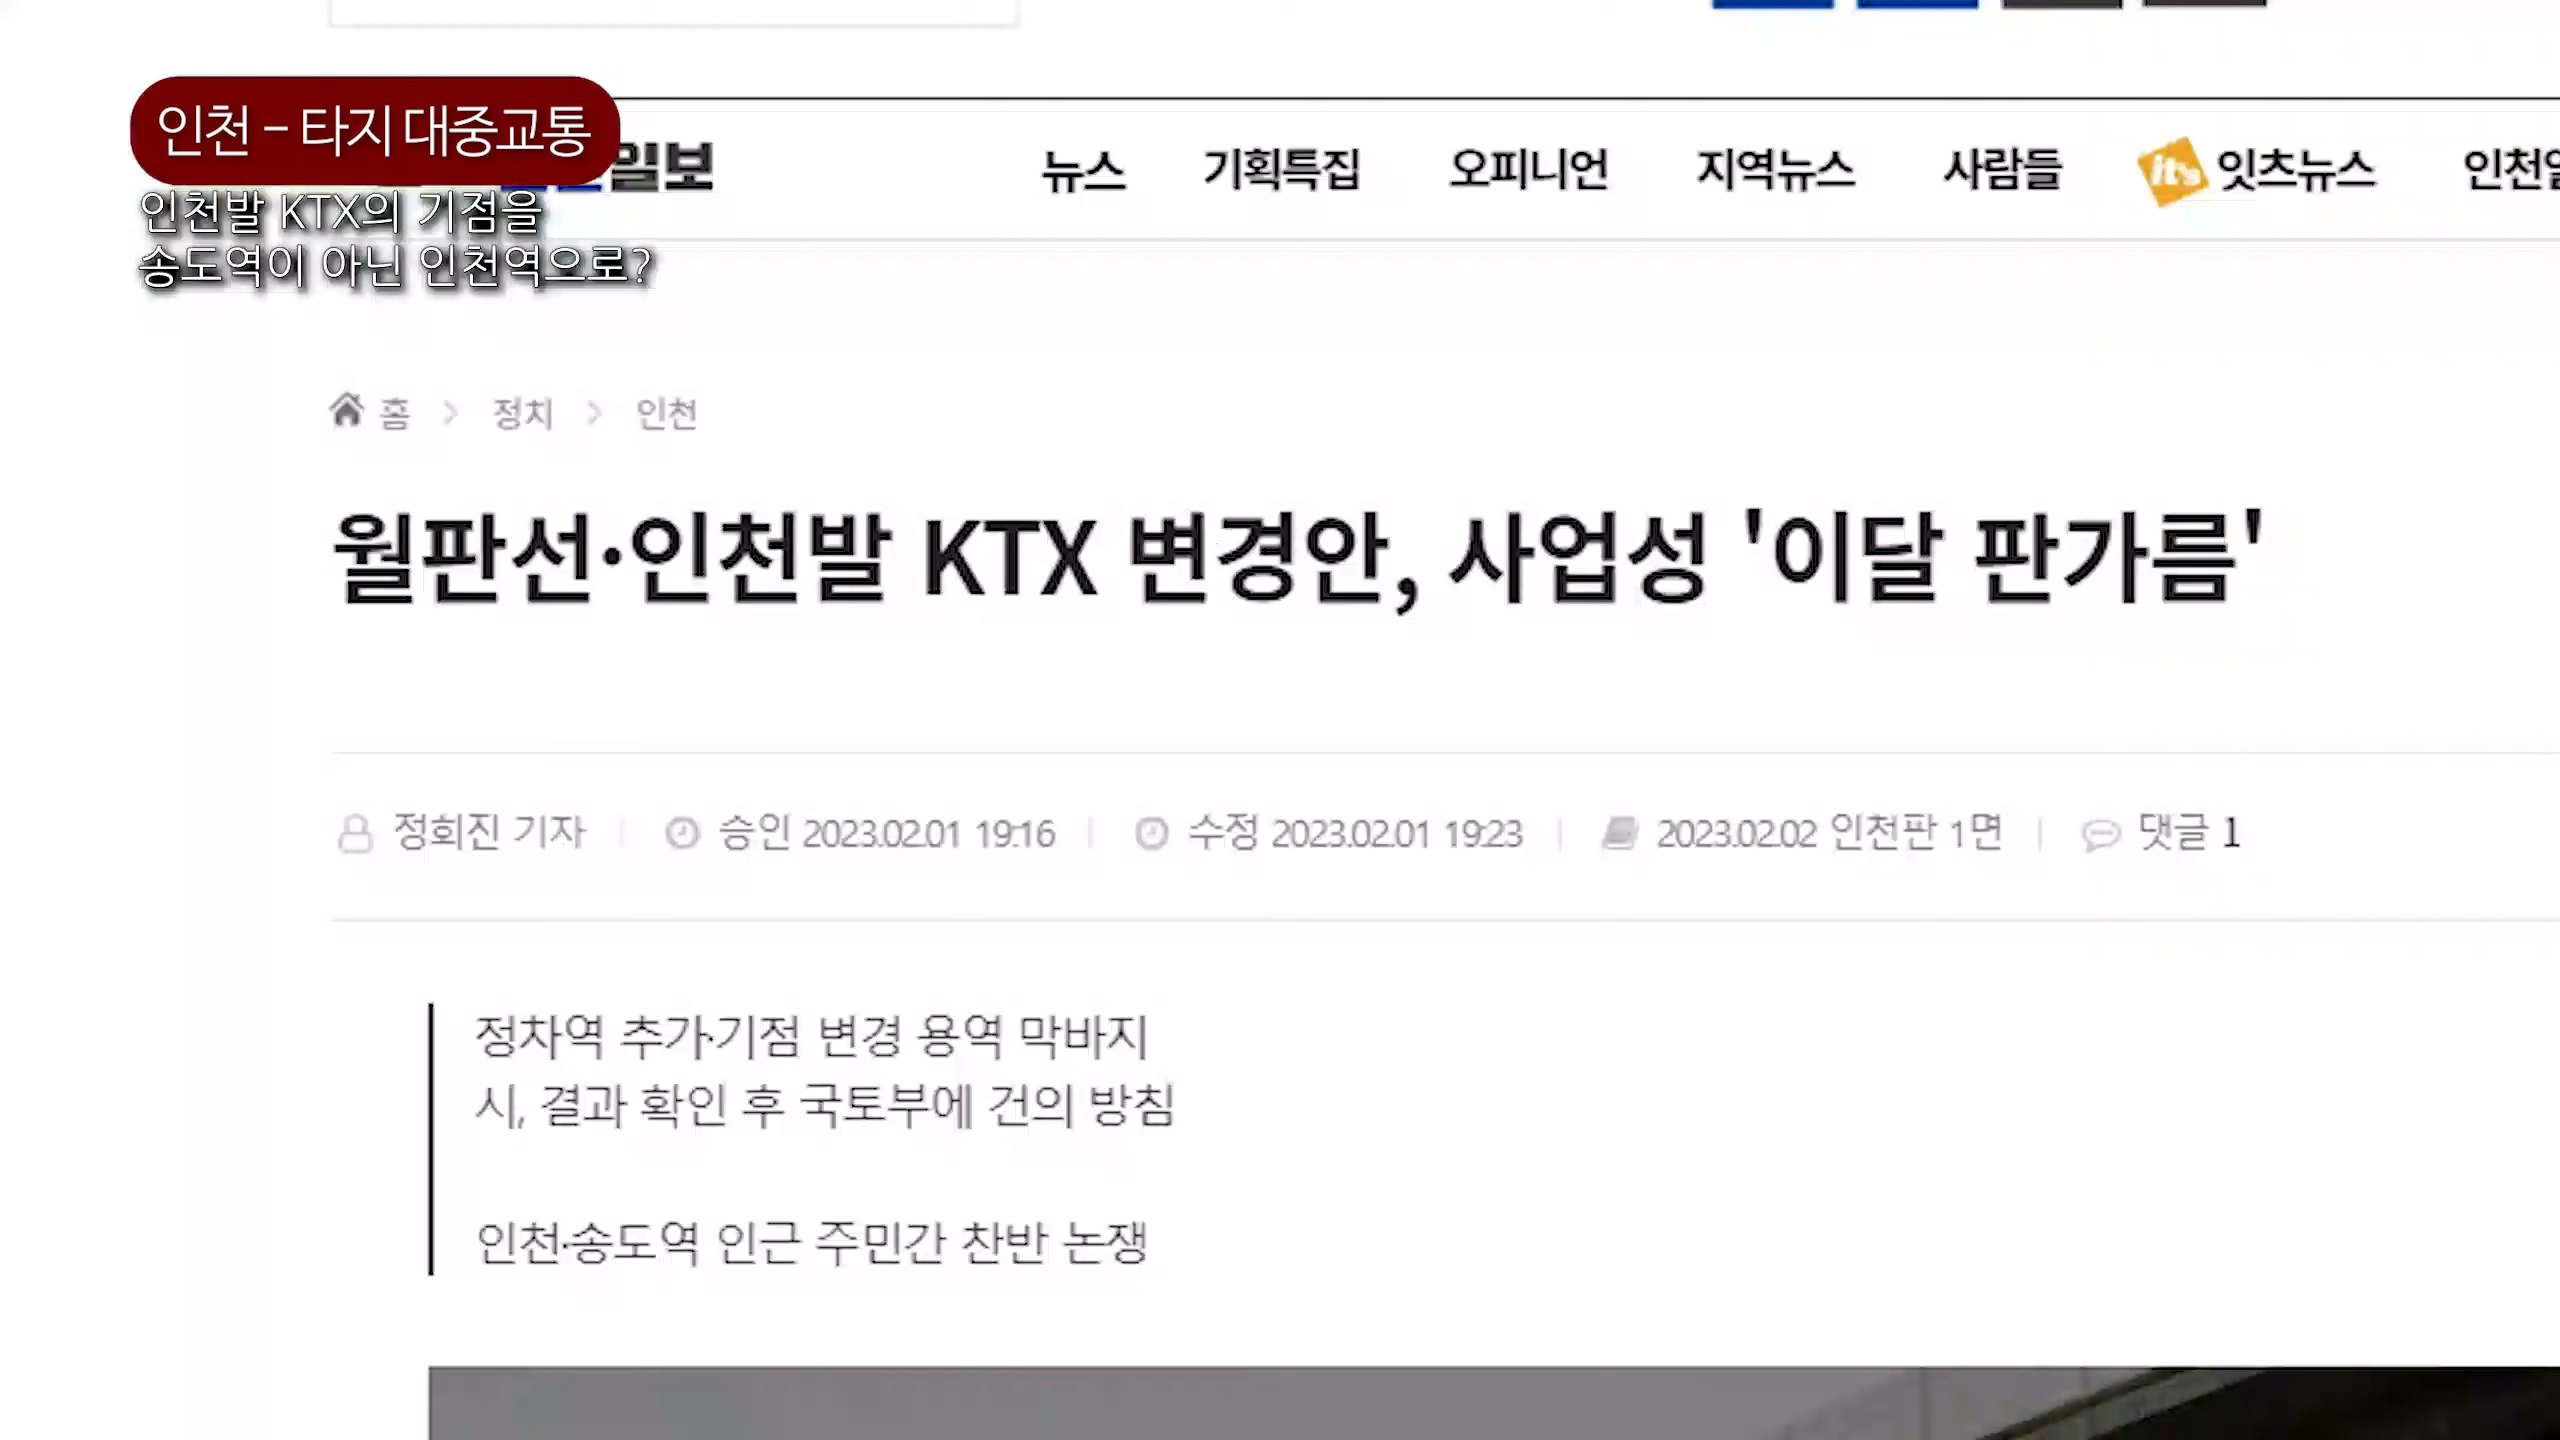 인천 - 타지 대중교통
일보
뉴스 기획특집 오피니언 지역뉴스 사람들 it's 잇츠뉴스
인천발 KTX의 기점을
송도역이 아닌 인천역으로?
홈 > 정치 > 인천
월판선·인천발 KTX 변경안, 사업성 '이달 판가름'
정회진 기자 승인 2023.02.01 19:16 수정 2023.02.01 19:23 2023.02.02 인천판 1면 댓글 1
정차역 추가·기점 변경 용역 막바지
시, 결과 확인 후 국토부에 건의 방침
인천·송도역 인근 주민간 찬반 논쟁